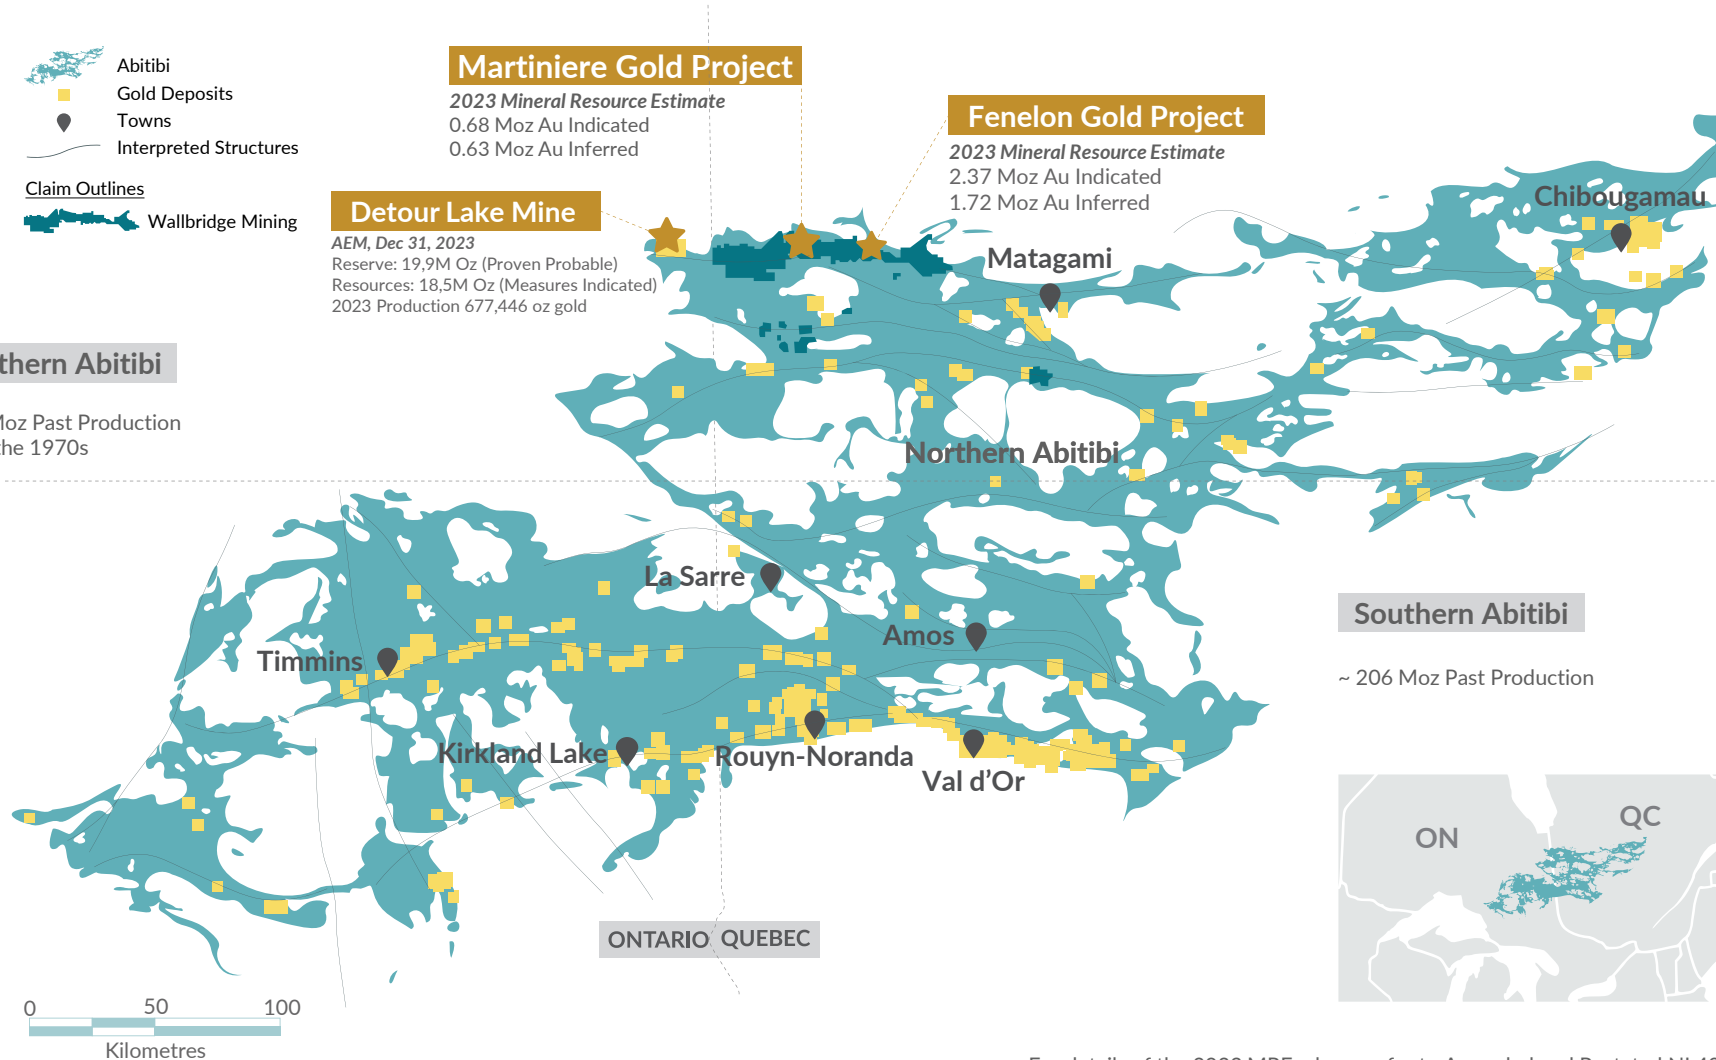 Abitibi
Gold Deposits
Towns
Interpreted Structures
Claim Outlines
Wallbridge Mining
Martiniere Gold Project
2023 Mineral Resource Estimate
0.68 Moz Au Indicated
0.63 Moz Au Inferred
Fenelon Gold Project
2023 Mineral Resource Estimate
2.37 Moz Au Indicated
1.72 Moz Au Inferred
Detour Lake Mine
AEM, Dec 31, 2023
Reserve: 19,9M Oz (Proven Probable)
Resources: 18,5M Oz (Measures Indicated)
2023 Production 677,446 oz gold
Chibougamau
Matagami
thern Abitibi
Moz Past Production
the 1970s
Northern Abitibi
La Sarre
Amos
Timmins
Kirkland Lake
Rouyn-Noranda
Val d’Or
Southern Abitibi
~ 206 Moz Past Production
ONTARIO QUEBEC
ON
QC
0 50 100
Kilometres